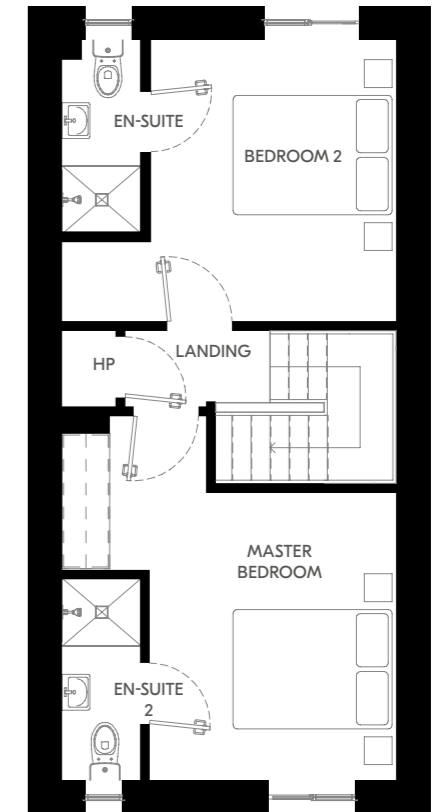 EN-SUITE
BEDROOM 2
HP
LANDING
MASTER
BEDROOM
EN-SUITE
2